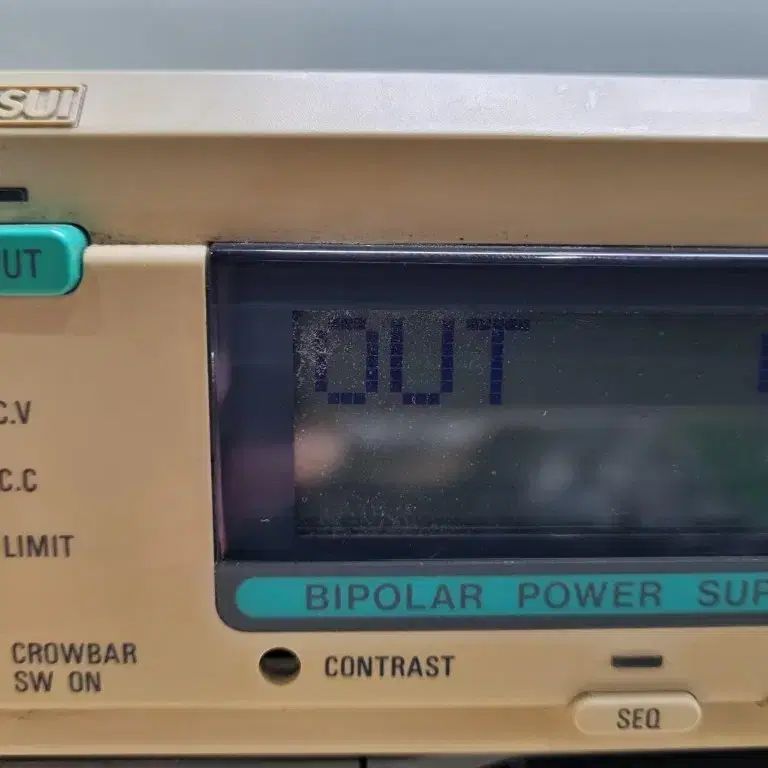 SUI
UT
OUT
C.V
C.C
LIMIT
BIPOLAR POWER SUP
CROWBAR
SW ON
CONTRAST
SEQ